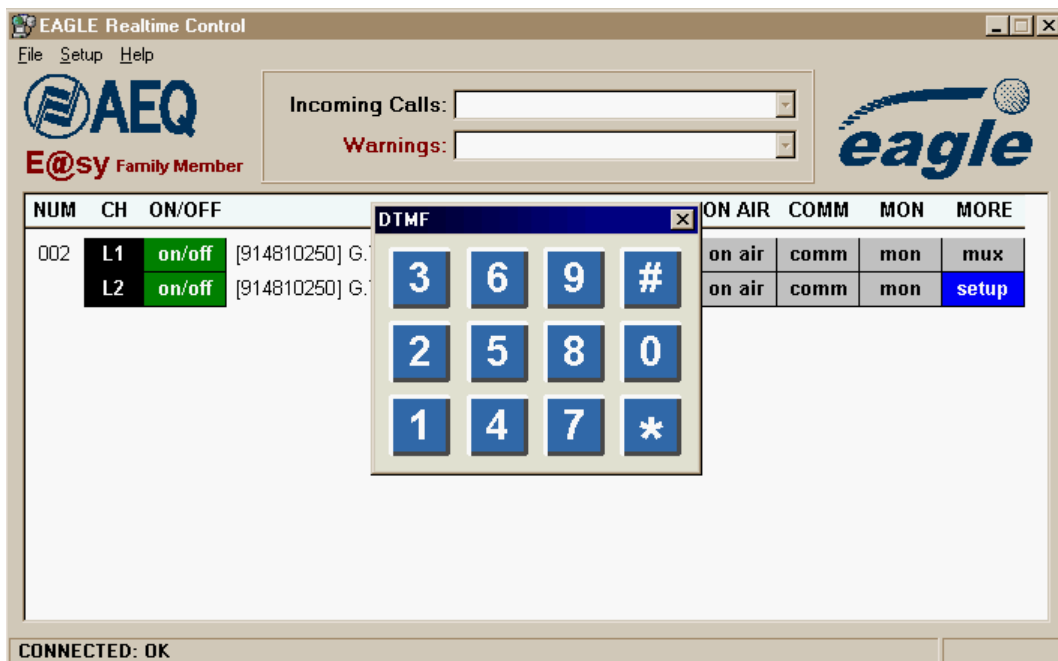 EAGLE Realtime Control
File Setup Help
AEQ
E@sy Family Member
Incoming Calls:
Warnings:
eagle
NUM CH ON/OFF ON AIR COMM MON MORE
002 L1 on/off [914810250] G. on air comm mon mux
L2 on/off [914810250] G. on air comm mon setup
DTMF
3 6 9 #
2 5 8 0
1 4 7 *
CONNECTED: OK